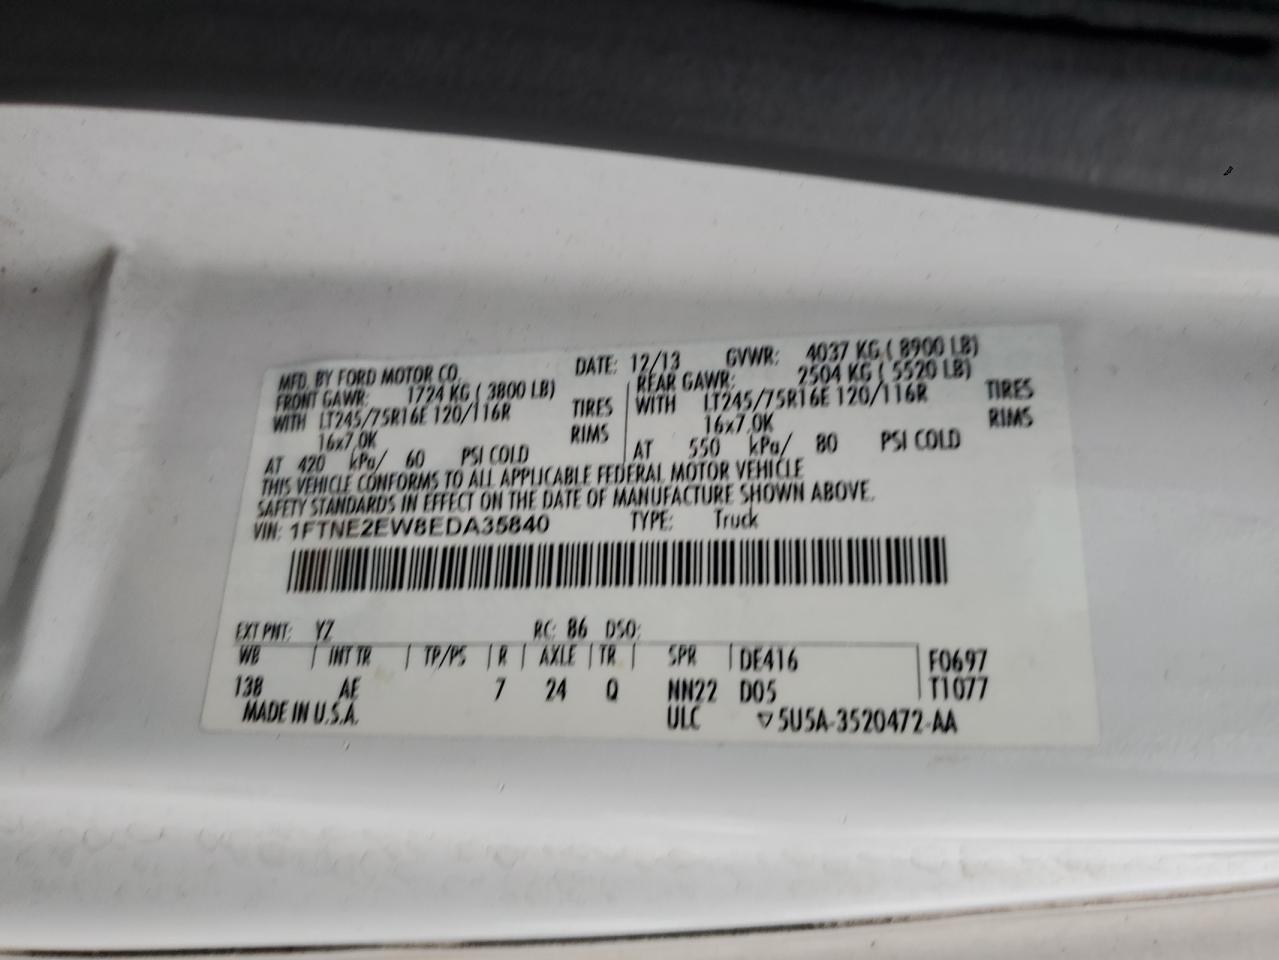 MFD. BY FORD MOTOR CO. DATE: 12/13 GVWR: 4037 KG ( 8900 LB)
FRONT GAWR: 1724 KG ( 3800 LB) REAR GAWR: 2504 KG ( 5520 LB)
WITH LT245/75R16E 120/116R TIRES WITH LT245/75R16E 120/116R TIRES
16x7.0K RIMS 16x7.0K RIMS
AT 420 kPa/ 60 PSI COLD AT 550 kPa/ 80 PSI COLD
THIS VEHICLE CONFORMS TO ALL APPLICABLE FEDERAL MOTOR VEHICLE
SAFETY STANDARDS IN EFFECT ON THE DATE OF MANUFACTURE SHOWN ABOVE.
VIN: 1FTNE2EW8EDA35840 TYPE: Truck
EXT PNT: YZ RC: 86 DSO:
WB | INT TR | TP/PS | R | AXLE | TR | SPR | DE416 | F0697
138 AE 7 24 Q NN22 D05 | T1077
MADE IN U.S.A. ULC ▽5U5A-3520472-AA